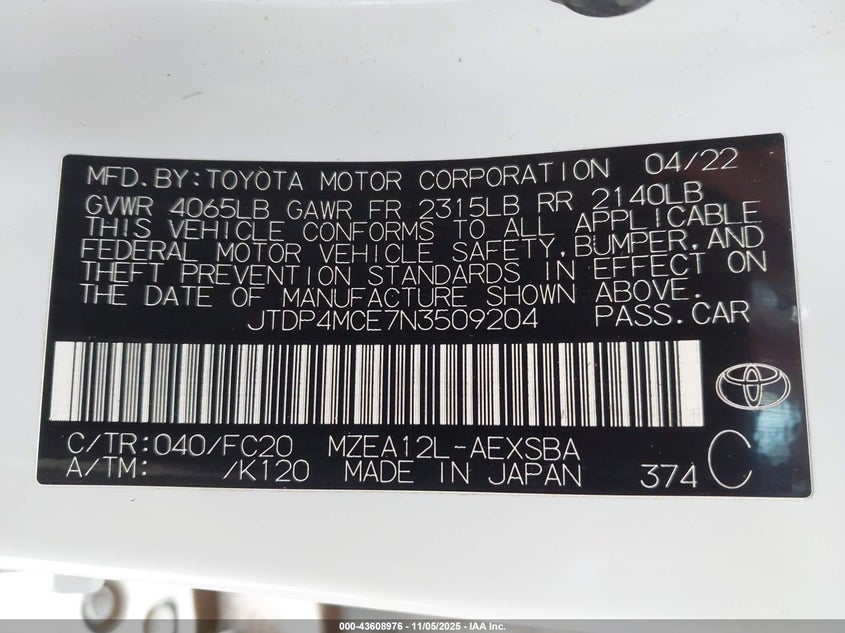 MFD.BY:TOYOTA MOTOR CORPORATION 04/22
GVWR 4065LB GAWR FR 2315LB RR 2140LB
THIS VEHICLE CONFORMS TO ALL APPLICABLE
FEDERAL MOTOR VEHICLE SAFETY,BUMPER,AND
THEFT PREVENTION STANDARDS IN EFFECT ON
THE DATE OF MANUFACTURE SHOWN ABOVE.
JTDP4MCE7N3509204 PASS.CAR
C/TR:040/FC20 MZEA12L-AEXSBA
A/TM: /K120 MADE IN JAPAN 374 C
000-43608976 - 11/05/2025 - IAA Inc.